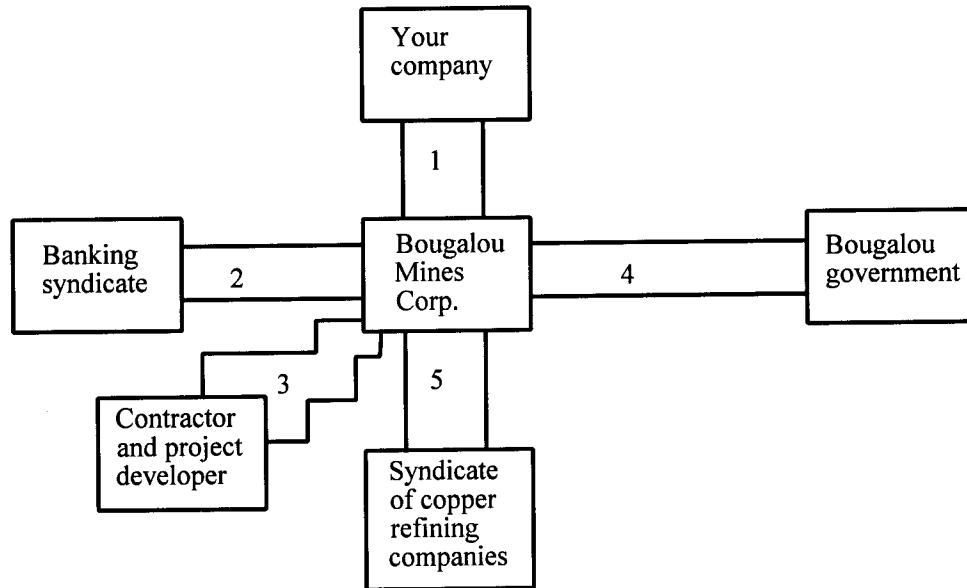 Your
company
1
Banking
syndicate
2
Bougalou
Mines
Corp.
4
Bougalou
government
3
5
Contractor
and project
developer
Syndicate
of copper
refining
companies